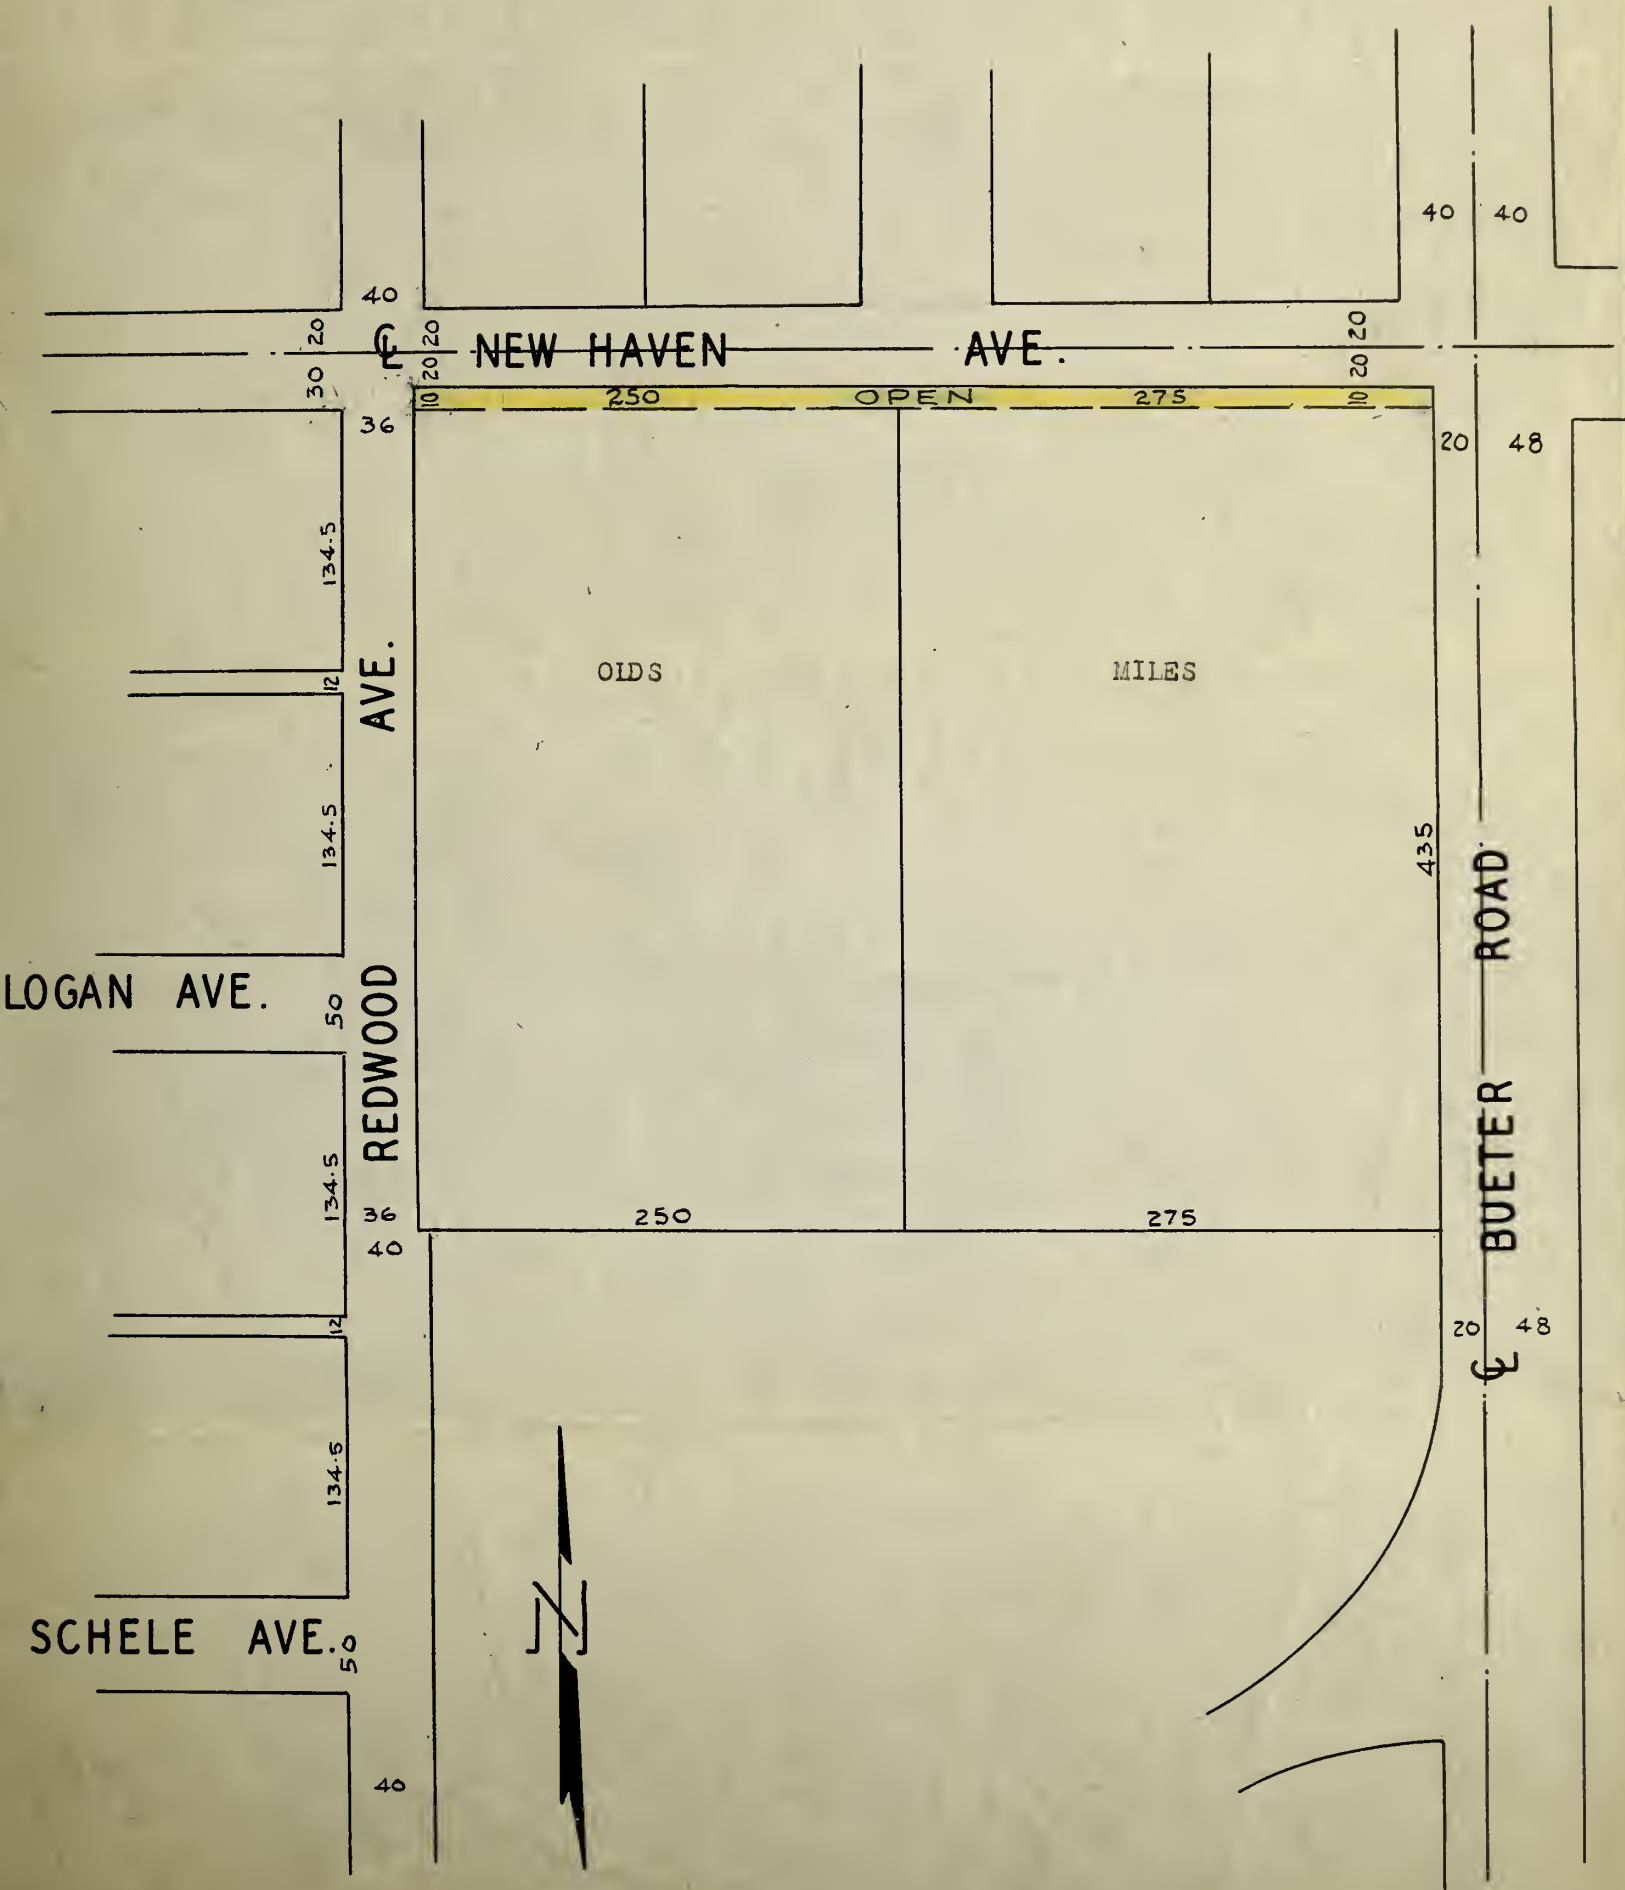 40 40
40
20 20 20
℄ NEW HAVEN AVE.
30 20 20
10 250 OPEN 275 10
36
20 48
134.5
OLDS MILES
12
AVE.
134.5
435
ROAD
LOGAN AVE.
50
REDWOOD
BUETER
134.5
36 250 275
40
12
20 48
℄
134.5
N
SCHELE AVE.
50
40